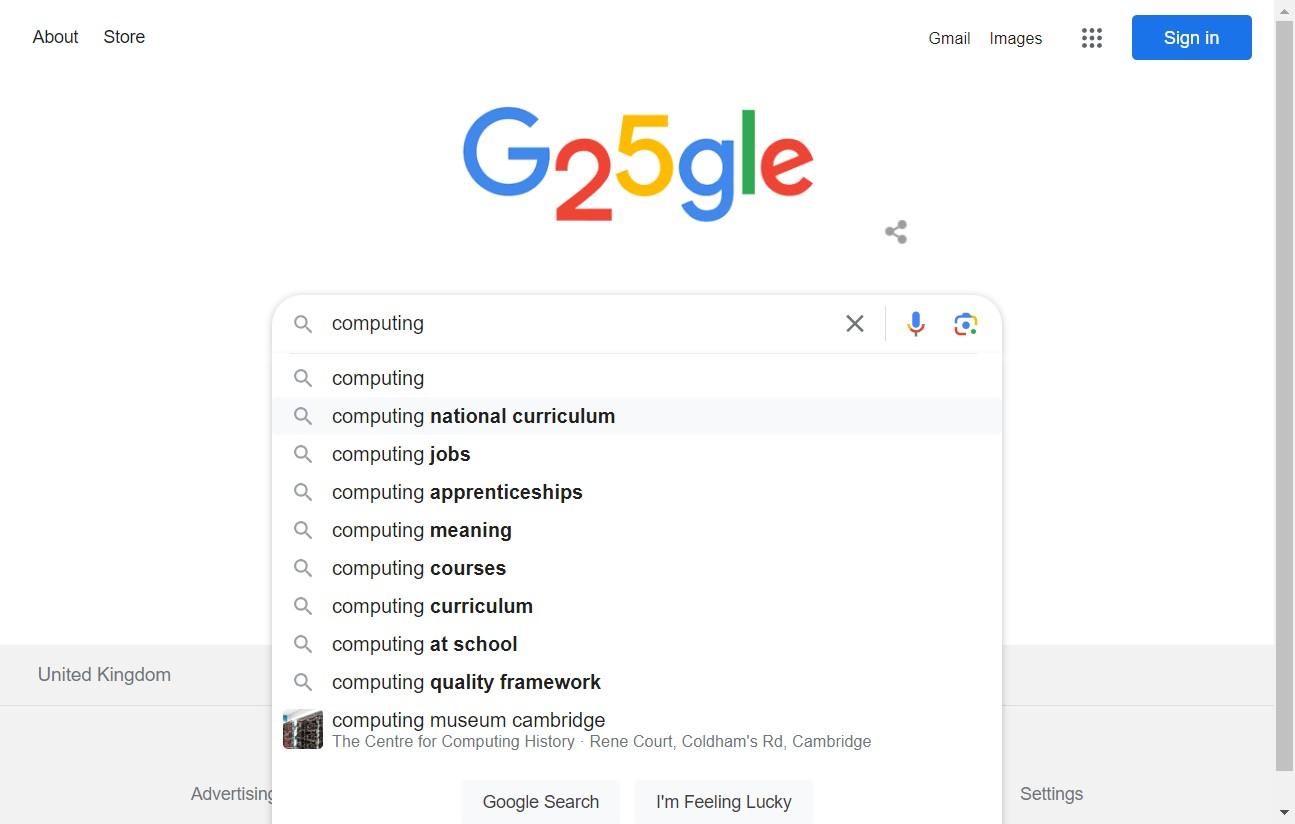 About Store Gmail Images Sign in
G25gle
computing
computing
computing national curriculum
computing jobs
computing apprenticeships
computing meaning
computing courses
computing curriculum
computing at school
computing quality framework
computing museum cambridge
The Centre for Computing History · Rene Court, Coldham's Rd, Cambridge
United Kingdom
Advertising Settings
Google Search I'm Feeling Lucky